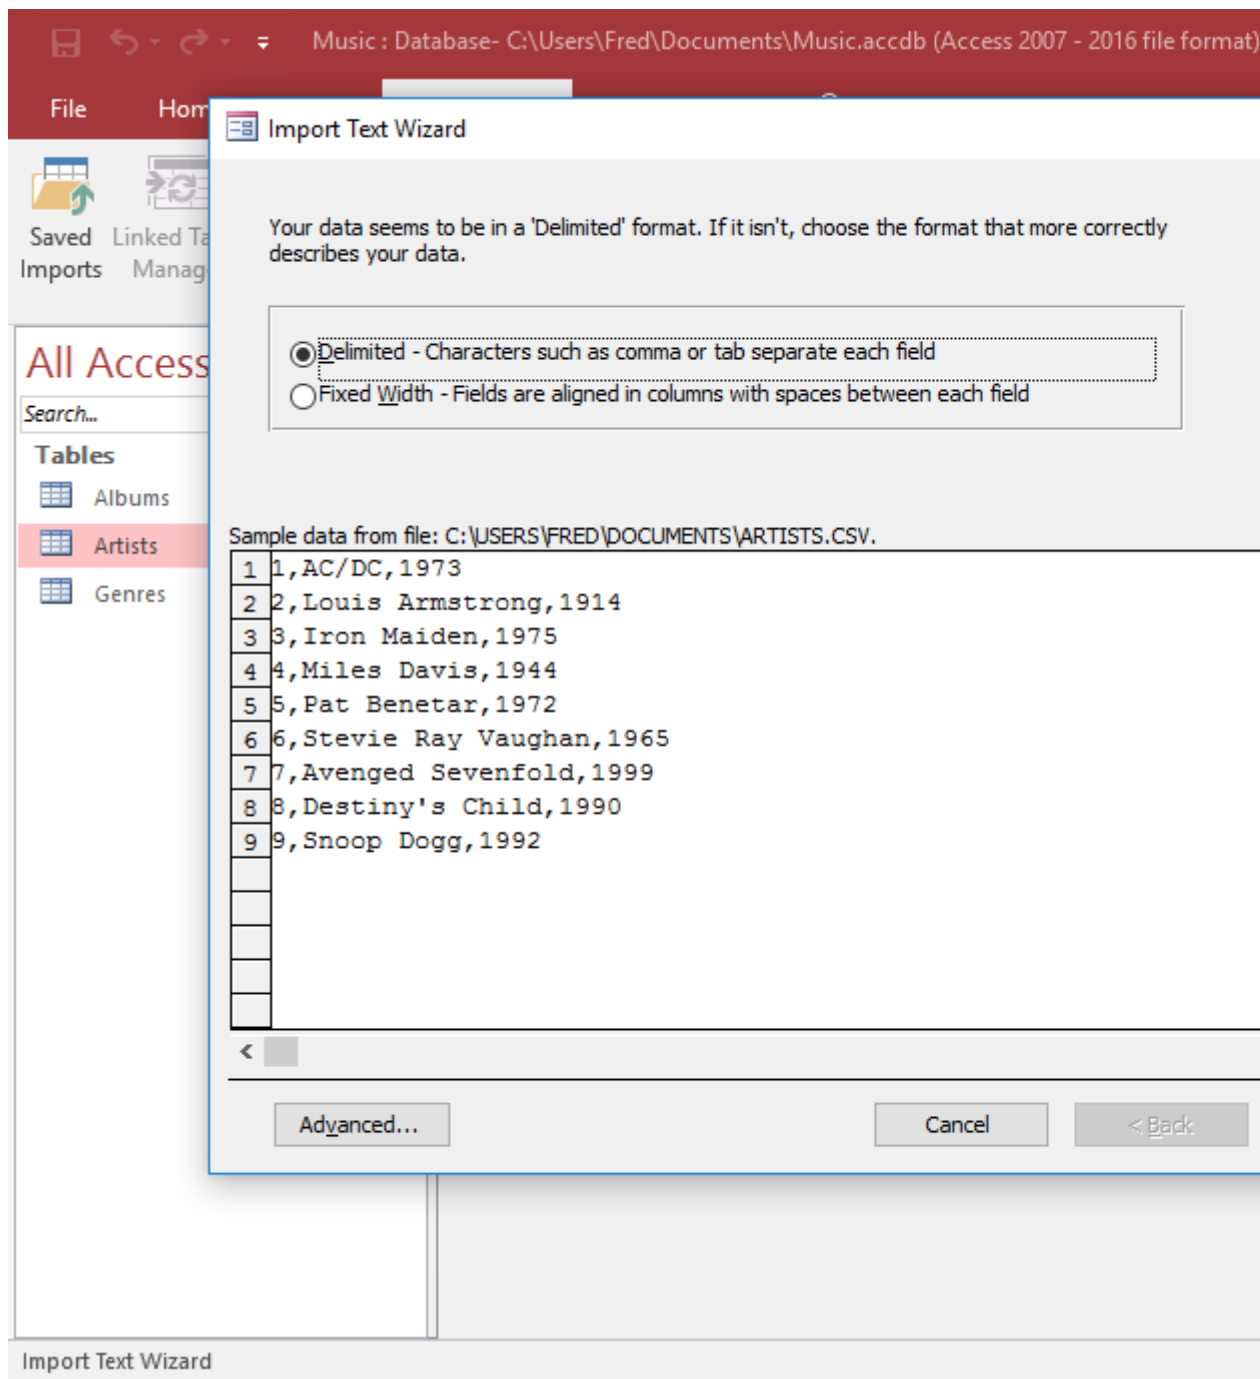 Music : Database- C:\Users\Fred\Documents\Music.accdb (Access 2007 - 2016 file format)
File Hom
Import Text Wizard
Saved Imports
Linked Ta
Manag
Your data seems to be in a 'Delimited' format. If it isn't, choose the format that more correctly
describes your data.
Delimited - Characters such as comma or tab separate each field
Fixed Width - Fields are aligned in columns with spaces between each field
All Access
Search...
Tables
Albums
Artists
Genres
Sample data from file: C:\USERS\FRED\DOCUMENTS\ARTISTS.CSV.
1 1,AC/DC,1973
2 2,Louis Armstrong,1914
3 3,Iron Maiden,1975
4 4,Miles Davis,1944
5 5,Pat Benetar,1972
6 6,Stevie Ray Vaughan,1965
7 7,Avenged Sevenfold,1999
8 8,Destiny's Child,1990
9 9,Snoop Dogg,1992
<
Advanced... Cancel < Back
Import Text Wizard